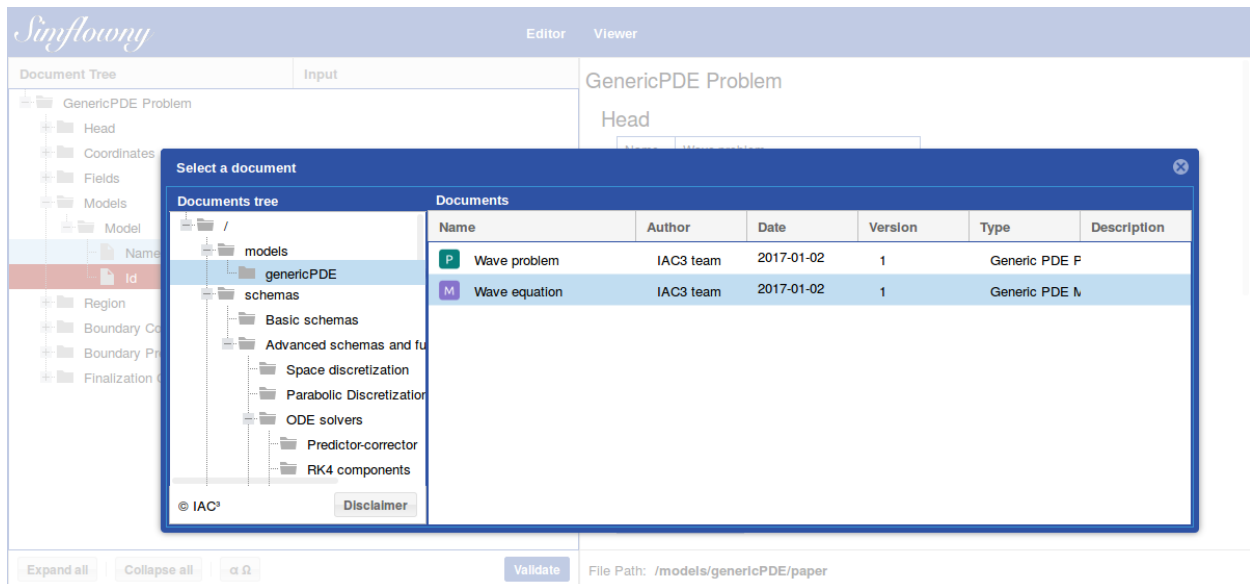 Simflowny
Editor Viewer
Document Tree Input
GenericPDE Problem
GenericPDE Problem
Head
Head
Name Wave problem
Coordinates
Fields
Models
Model
Name
Id
Region
Boundary Co
Boundary Pr
Finalization C
Select a document
Documents tree
/
models
genericPDE
schemas
Basic schemas
Advanced schemas and fu
Space discretization
Parabolic Discretization
ODE solvers
Predictor-corrector
RK4 components
© IAC³
Disclaimer
Documents
Name Author Date Version Type Description
P Wave problem IAC3 team 2017-01-02 1 Generic PDE P
M Wave equation IAC3 team 2017-01-02 1 Generic PDE M
Expand all Collapse all α Ω Validate
File Path: /models/genericPDE/paper